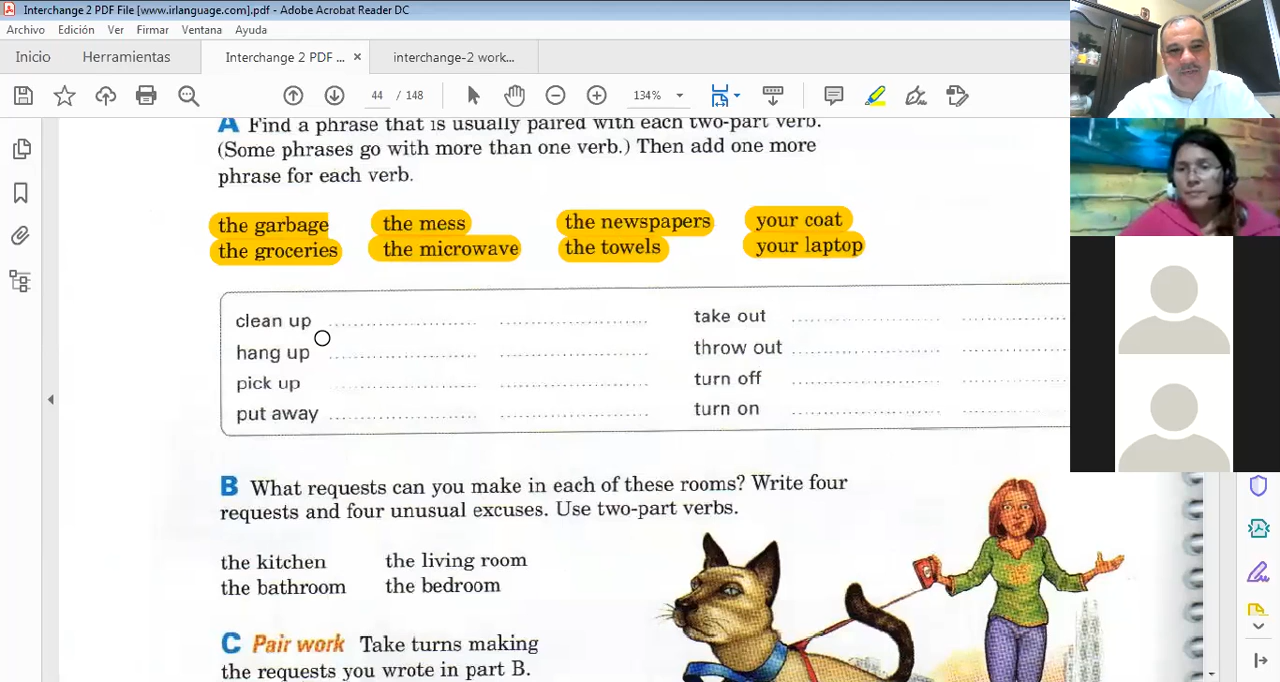 Interchange 2 PDF File [www.irlanguage.com].pdf - Adobe Acrobat Reader DC
Archivo Edición Ver Firmar Ventana Ayuda
Inicio Herramientas Interchange 2 PDF ... × interchange-2 work...
44 / 148 134%
A Find a phrase that is usually paired with each two-part verb.
(Some phrases go with more than one verb.) Then add one more
phrase for each verb.
the garbage the mess the newspapers your coat
the groceries the microwave the towels your laptop
clean up take out
hang up throw out
pick up turn off
put away turn on
B What requests can you make in each of these rooms? Write four
requests and four unusual excuses. Use two-part verbs.
the kitchen the living room
the bathroom the bedroom
C Pair work Take turns making
the requests you wrote in part B.